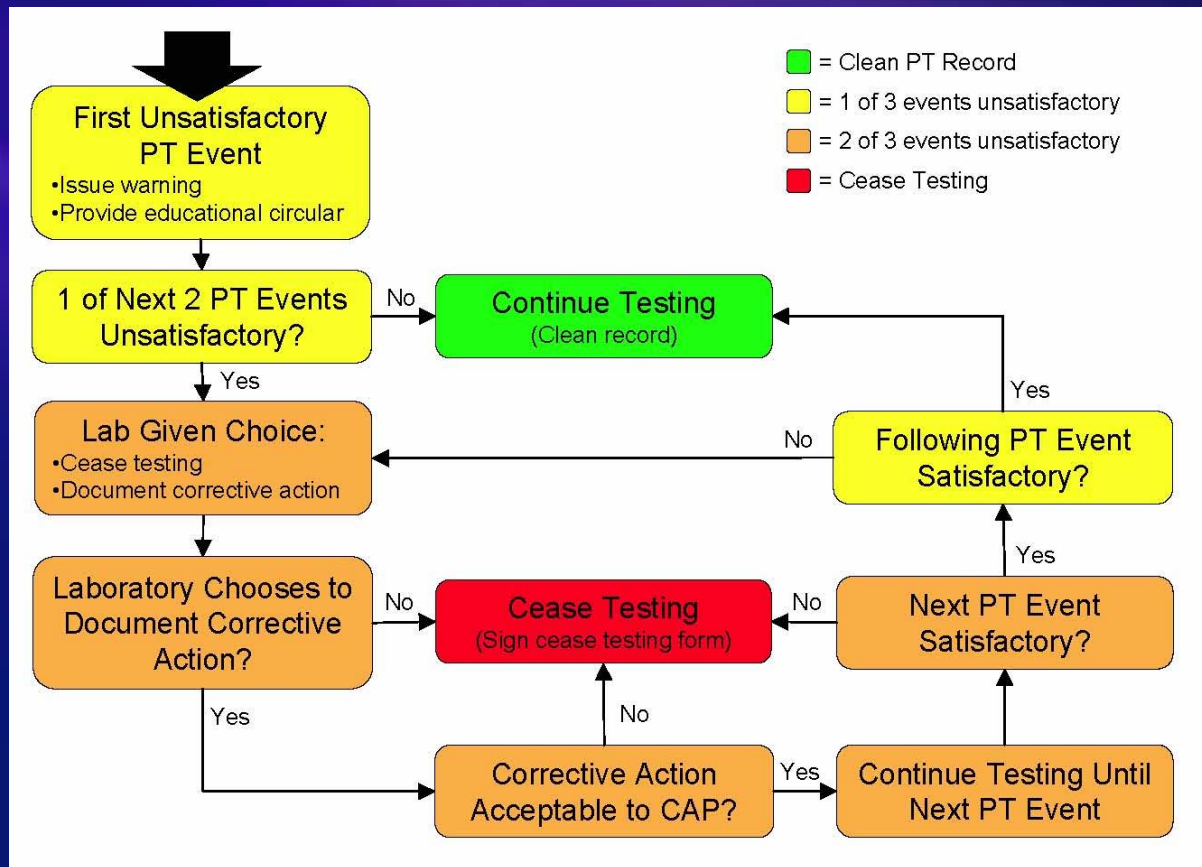 First Unsatisfactory
PT Event
•Issue warning
•Provide educational circular
= Clean PT Record
= 1 of 3 events unsatisfactory
= 2 of 3 events unsatisfactory
= Cease Testing
1 of Next 2 PT Events
Unsatisfactory?
No
Continue Testing
(Clean record)
Yes
Yes
Lab Given Choice:
•Cease testing
•Document corrective action
No
Following PT Event
Satisfactory?
Yes
Laboratory Chooses to
Document Corrective
Action?
No
Cease Testing
(Sign cease testing form)
No
Next PT Event
Satisfactory?
Yes
No
Corrective Action
Acceptable to CAP?
Yes
Continue Testing Until
Next PT Event